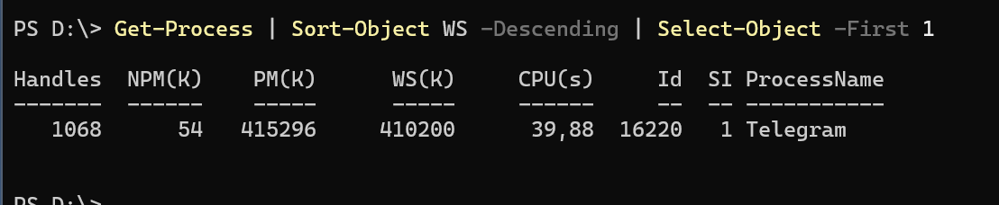 PS D:\> Get-Process | Sort-Object WS -Descending | Select-Object -First 1
Handles  NPM(K)    PM(K)      WS(K)     CPU(s)     Id  SI ProcessName
-------  ------    -----      -----     ------     --  -- -----------
   1068      54   415296     410200      39,88  16220   1 Telegram
PS D:\>